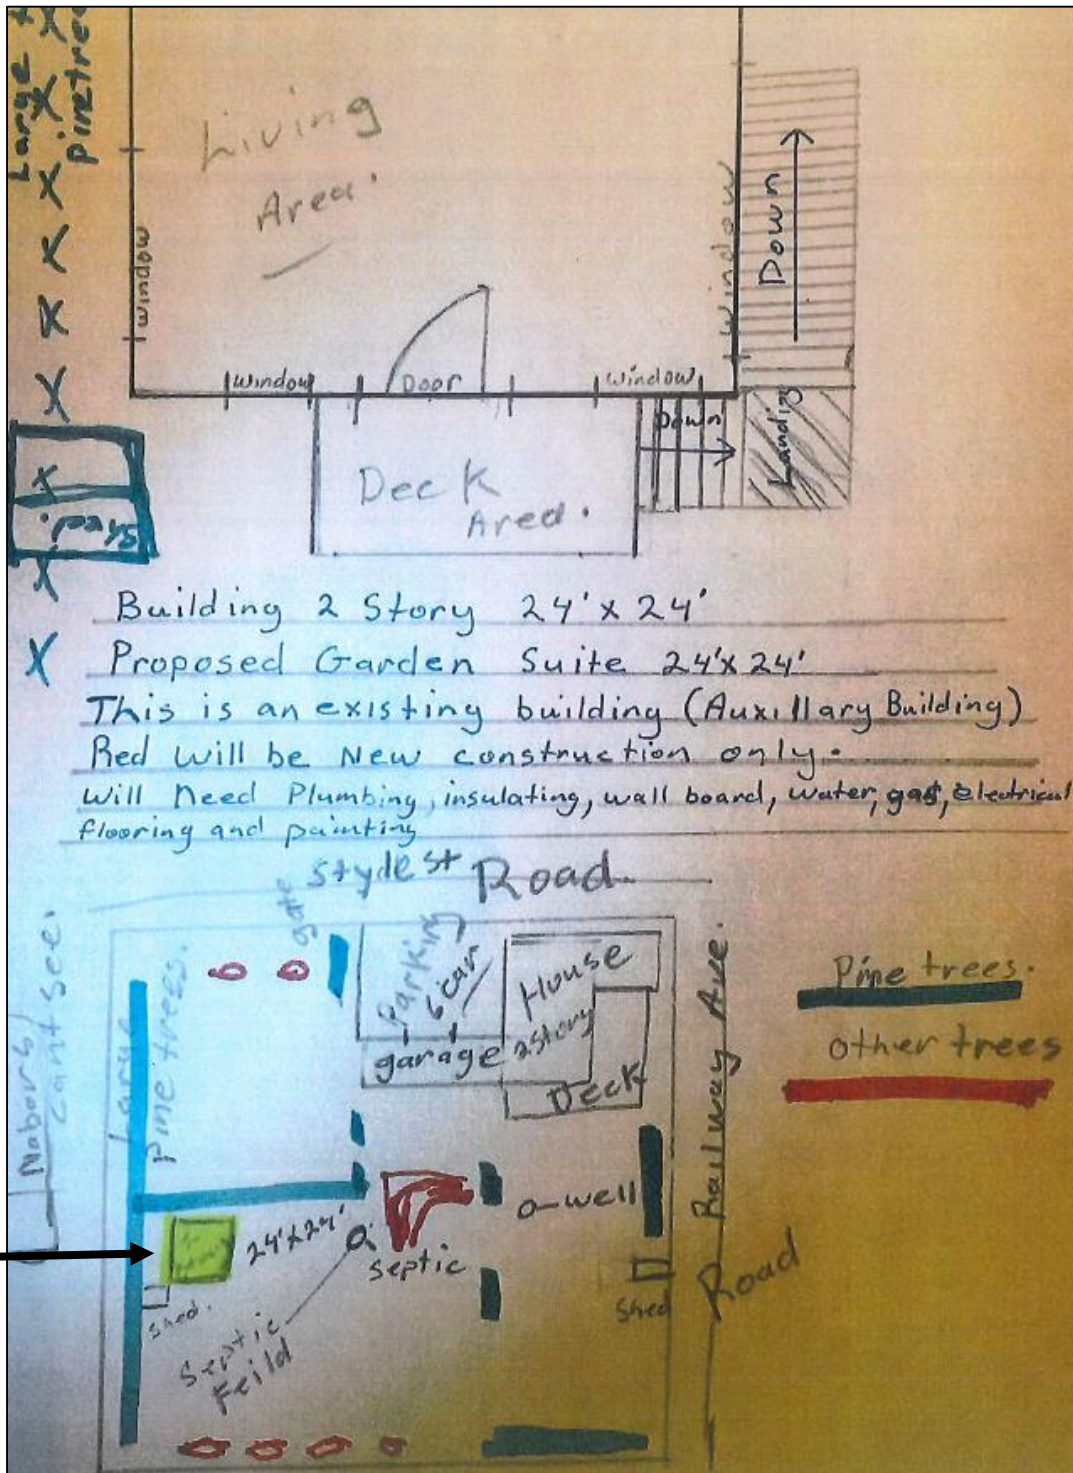 Large
pinetree
Living
Area.
window
window
Down
window
Door
window
Down
Landing
Deck
Area.
Shed.
Building 2 Story 24' x 24'
Proposed Garden Suite 24'x 24'
This is an existing building (Auxillary Building)
Red will be New construction only.
Will Need Plumbing, insulating, wall board, water, gas, electrical
flooring and painting
Style st Road
gate
Parking
6 car
House
2 story
garage
Deck
Large
pine trees.
Nabors
cant see.
Railway Ave.
Road
Pine trees.
other trees
o-well
24'x24'
septic
Shed.
Shed
Septic
Feild